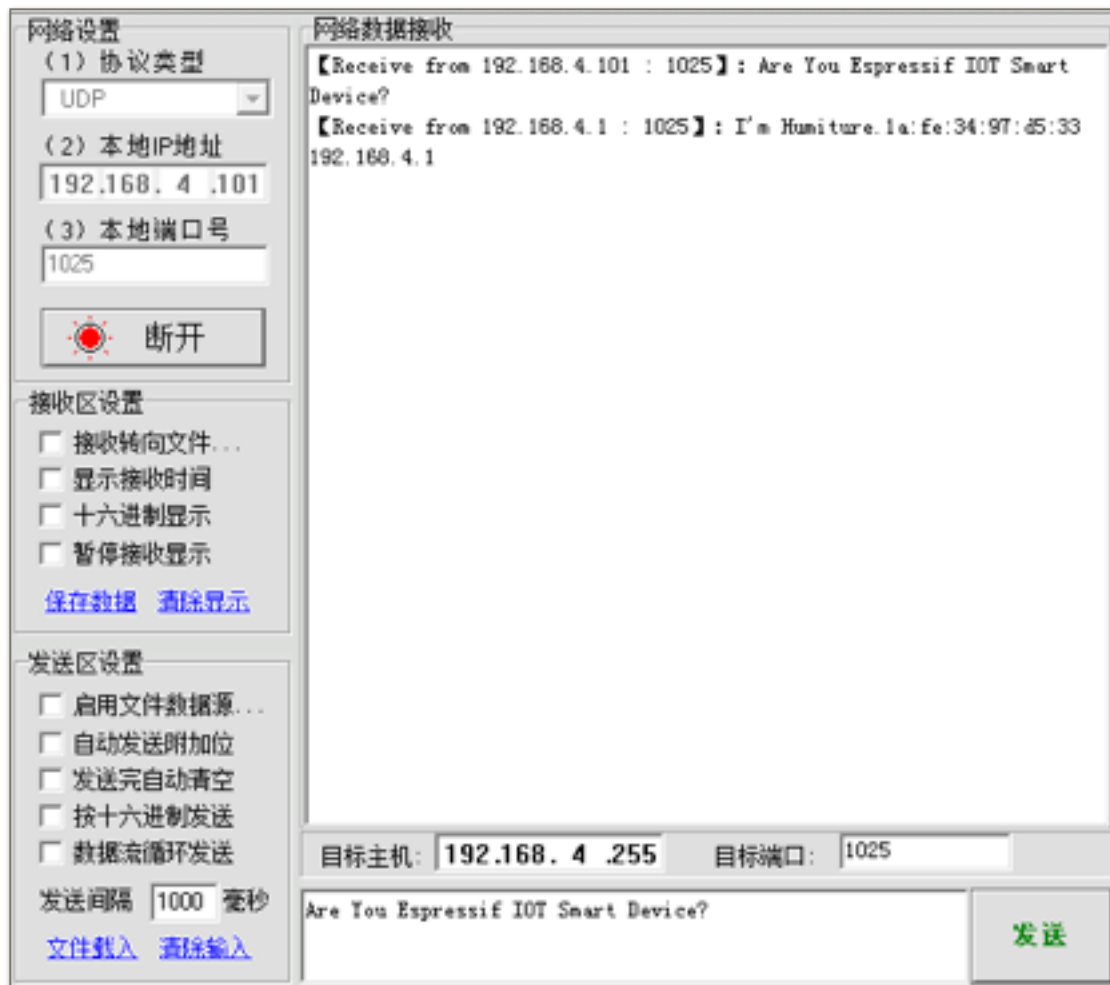 网络设置
（1）协议类型
UDP
（2）本地IP地址
192.168. 4 .101
（3）本地端口号
1025
断开
接收区设置
接收转向文件...
显示接收时间
十六进制显示
暂停接收显示
保存数据 清除显示
发送区设置
启用文件数据源...
自动发送附加位
发送完自动清空
按十六进制发送
数据流循环发送
发送间隔 1000 毫秒
文件载入 清除输入
网络数据接收
【Receive from 192.168.4.101 : 1025】: Are You Espressif IOT Smart
Device?
【Receive from 192.168.4.1 : 1025】: I'm Humiture.1a:fe:34:97:d5:33
192.168.4.1
目标主机: 192.168. 4 .255 目标端口: 1025
Are You Espressif IOT Smart Device?
发送